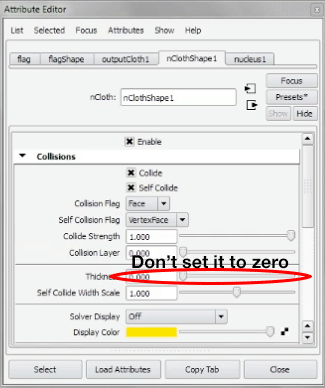 Attribute Editor
List Selected Focus Attributes Show Help
flag flagShape outputCloth1 nClothShape1 nucleus1
Focus
nCloth: nClothShape1 Presets*
Show Hide
Enable
Collisions
Collide
Self Collide
Collision Flag Face
Self Collision Flag VertexFace
Collide Strength 1.000
Collision Layer 0.000
Don't set it to zero
Thickness 0.000
Self Collide Width Scale 1.000
Solver Display Off
Display Color
Select Load Attributes Copy Tab Close